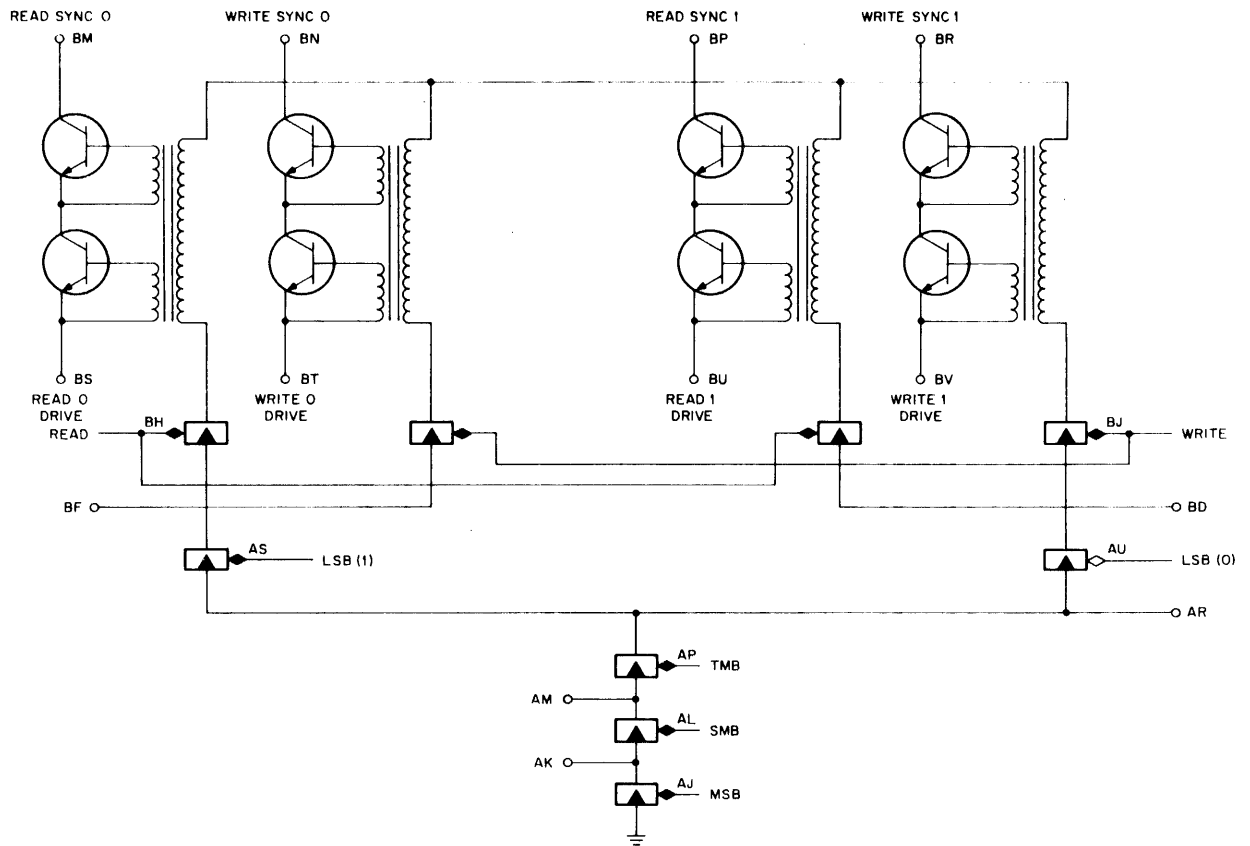 READ SYNC 0
WRITE SYNC 0
READ SYNC 1
WRITE SYNC 1
BM
BN
BP
BR
BS
BT
BU
BV
READ 0
DRIVE
WRITE 0
DRIVE
READ 1
DRIVE
WRITE 1
DRIVE
READ
BH
BJ
WRITE
BF
BD
AS
LSB (1)
AU
LSB (0)
AR
AP
TMB
AM
AL
SMB
AK
AJ
MSB